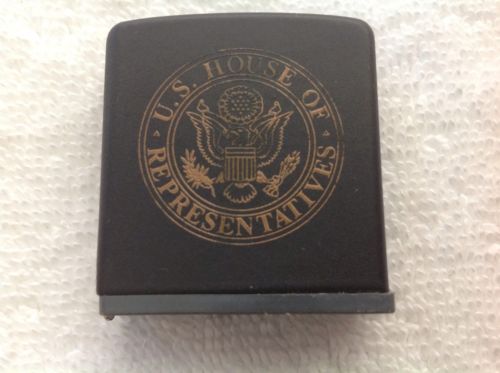 U.S. HOUSE OF
REPRESENTATIVES